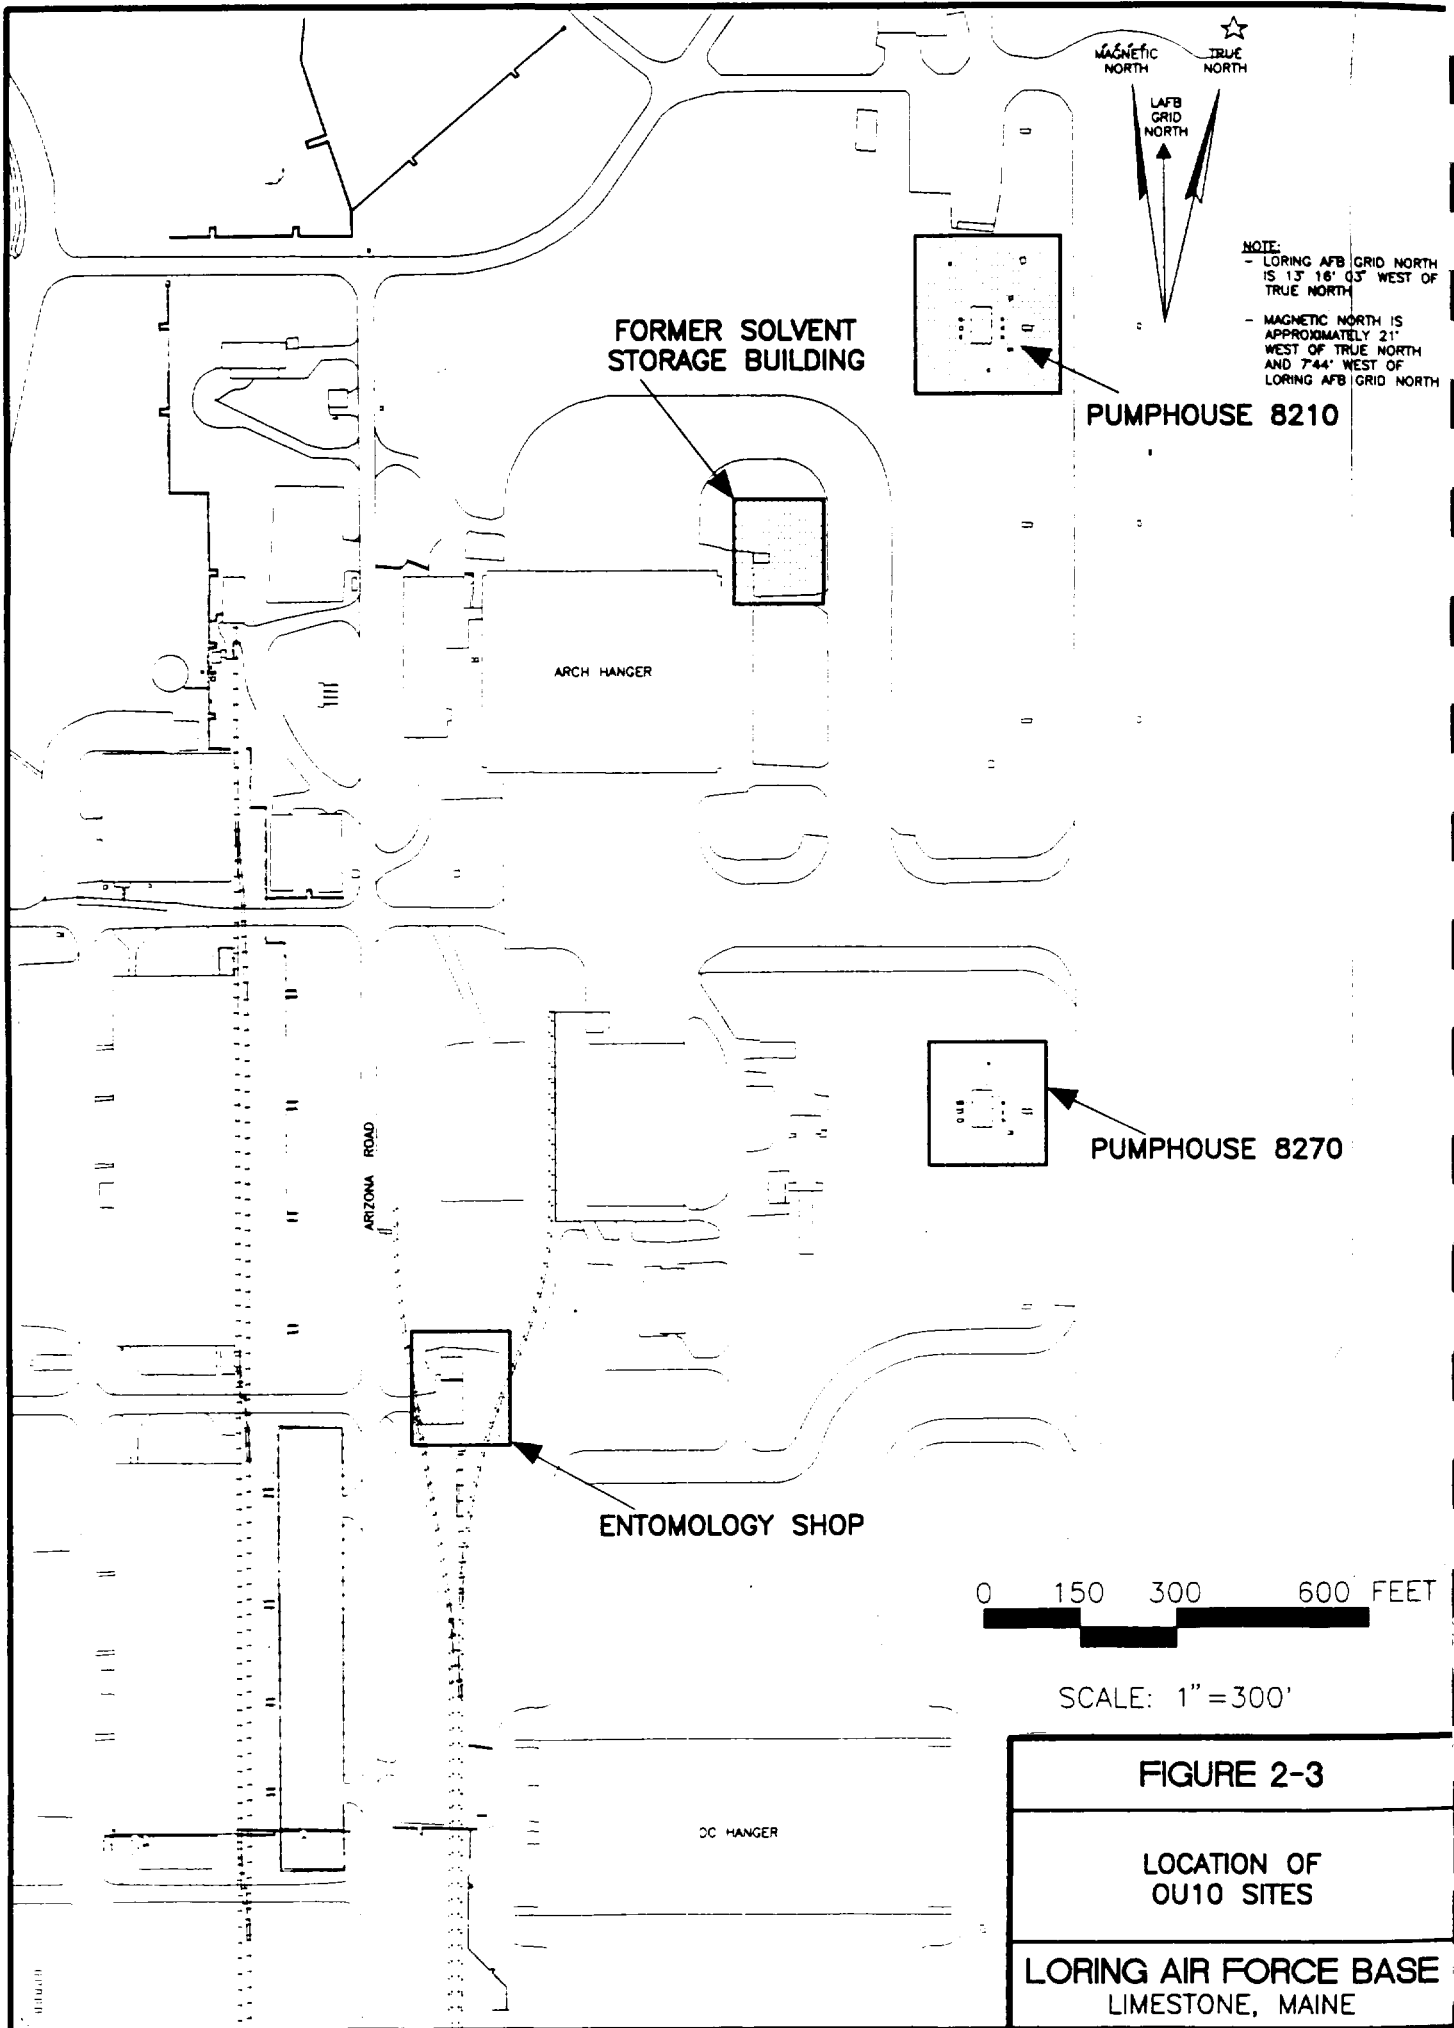 MAGNETIC
NORTH
TRUE
NORTH
LAFB
GRID
NORTH
NOTE:
- LORING AFB GRID NORTH
IS 13° 16' 03" WEST OF
TRUE NORTH
- MAGNETIC NORTH IS
APPROXIMATELY 21°
WEST OF TRUE NORTH
AND 7°44' WEST OF
LORING AFB GRID NORTH
FORMER SOLVENT
STORAGE BUILDING
PUMPHOUSE 8210
ARCH HANGER
ARIZONA ROAD
PUMPHOUSE 8270
ENTOMOLOGY SHOP
0 150 300 600 FEET
SCALE: 1"=300'
DC HANGER
FIGURE 2-3
LOCATION OF
OU10 SITES
LORING AIR FORCE BASE
LIMESTONE, MAINE